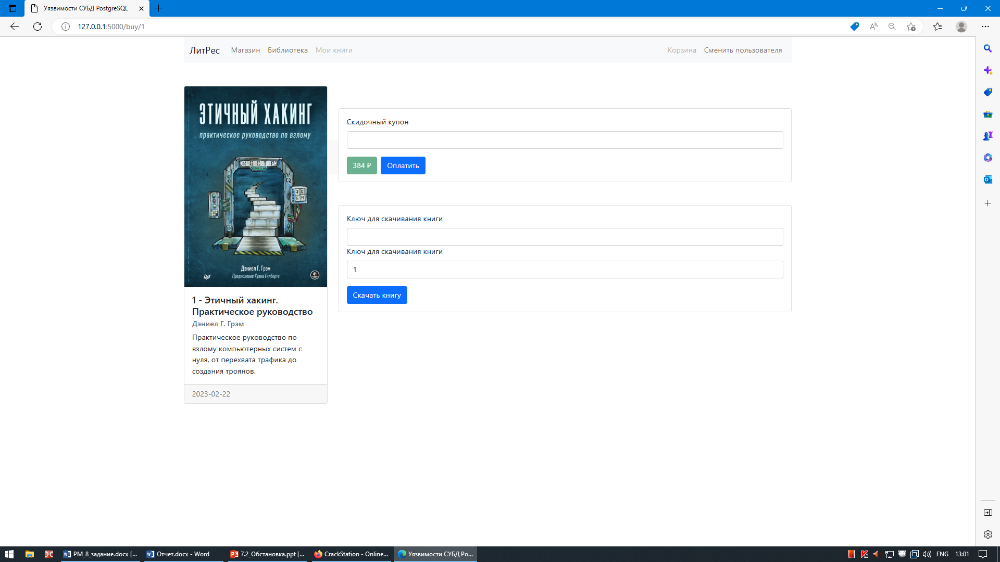 Уязвимости СУБД PostgreSQL
127.0.0.1:5000/buy/1
ЛитРес Магазин Библиотека Мои книги Корзина Сменить пользователя
ЭТИЧНЫЙ ХАКИНГ
практическое руководство по взлому
NGCTP
JC
EM
Дэниел Г. Грэм
Предисловие Хуана Гилберта
1 - Этичный хакинг.
Практическое руководство
Дэниел Г. Грэм
Практическое руководство по
взлому компьютерных систем с
нуля, от перехвата трафика до
создания троянов.
2023-02-22
Скидочный купон
384 ₽ Оплатить
Ключ для скачивания книги
Ключ для скачивания книги
1
Скачать книгу
PM_8_задание.docx [... Отчет.docx - Word 7.2_Обстановка.ppt [... CrackStation - Online... Уязвимости СУБД Po... ENG 13:01